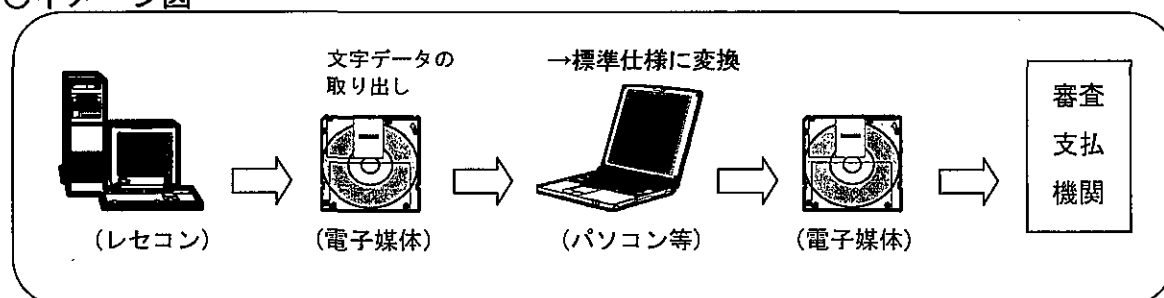 ○イメージ図
文字データの
取り出し
→標準仕様に変換
審査
支払
機関
(レセコン)
(電子媒体)
(パソコン等)
(電子媒体)